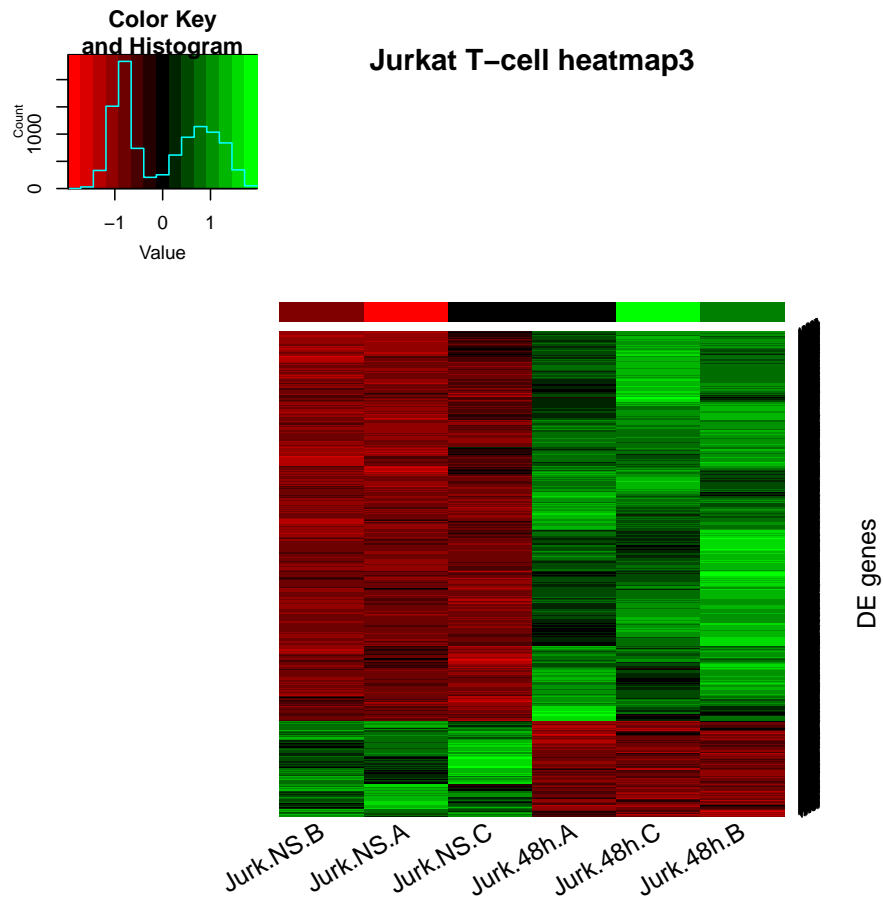 Color Key
and Histogram
Jurkat T−cell heatmap3
Count
0
1000
−1
0
1
Value
DE genes
Jurk.NS.B
Jurk.NS.A
Jurk.NS.C
Jurk.48h.A
Jurk.48h.C
Jurk.48h.B